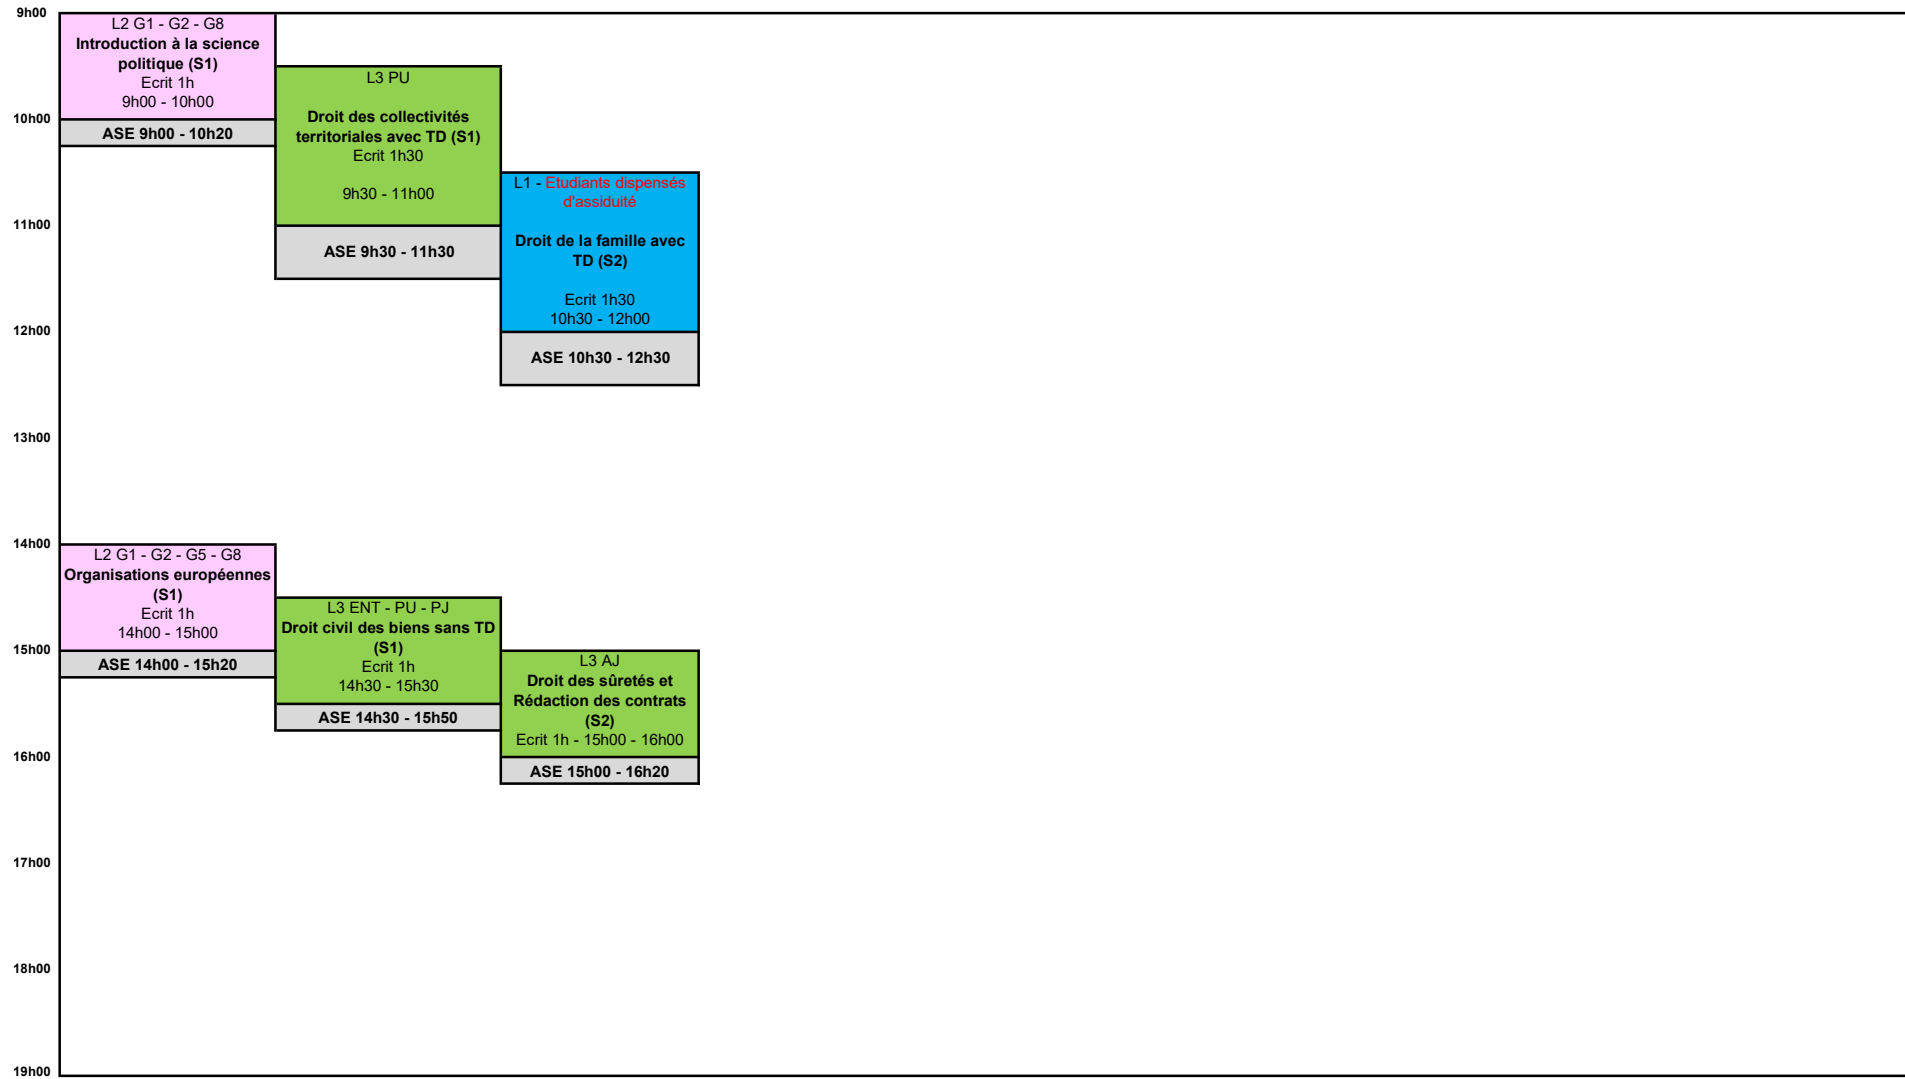 9h00
L2 G1 - G2 - G8
Introduction à la science
politique (S1)
Ecrit 1h
9h00 - 10h00
10h00
ASE 9h00 - 10h20
L3 PU
Droit des collectivités
territoriales avec TD (S1)
Ecrit 1h30
9h30 - 11h00
11h00
ASE 9h30 - 11h30
L1 - Etudiants dispensés
d'assiduité
Droit de la famille avec
TD (S2)
Ecrit 1h30
10h30 - 12h00
12h00
ASE 10h30 - 12h30
13h00
14h00
L2 G1 - G2 - G5 - G8
Organisations européennes
(S1)
Ecrit 1h
14h00 - 15h00
15h00
ASE 14h00 - 15h20
L3 ENT - PU - PJ
Droit civil des biens sans TD
(S1)
Ecrit 1h
14h30 - 15h30
ASE 14h30 - 15h50
L3 AJ
Droit des sûretés et
Rédaction des contrats
(S2)
Ecrit 1h - 15h00 - 16h00
16h00
ASE 15h00 - 16h20
17h00
18h00
19h00